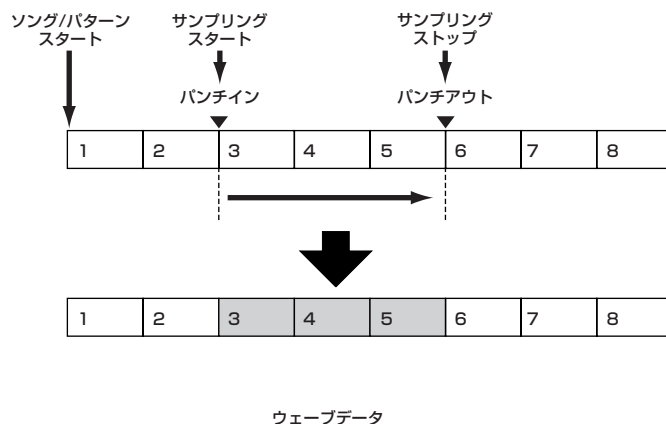 ソング/パターン
スタート
サンプリング
スタート
サンプリング
ストップ
パンチイン
パンチアウト
1 2 3 4 5 6 7 8
1 2 3 4 5 6 7 8
ウェーブデータ